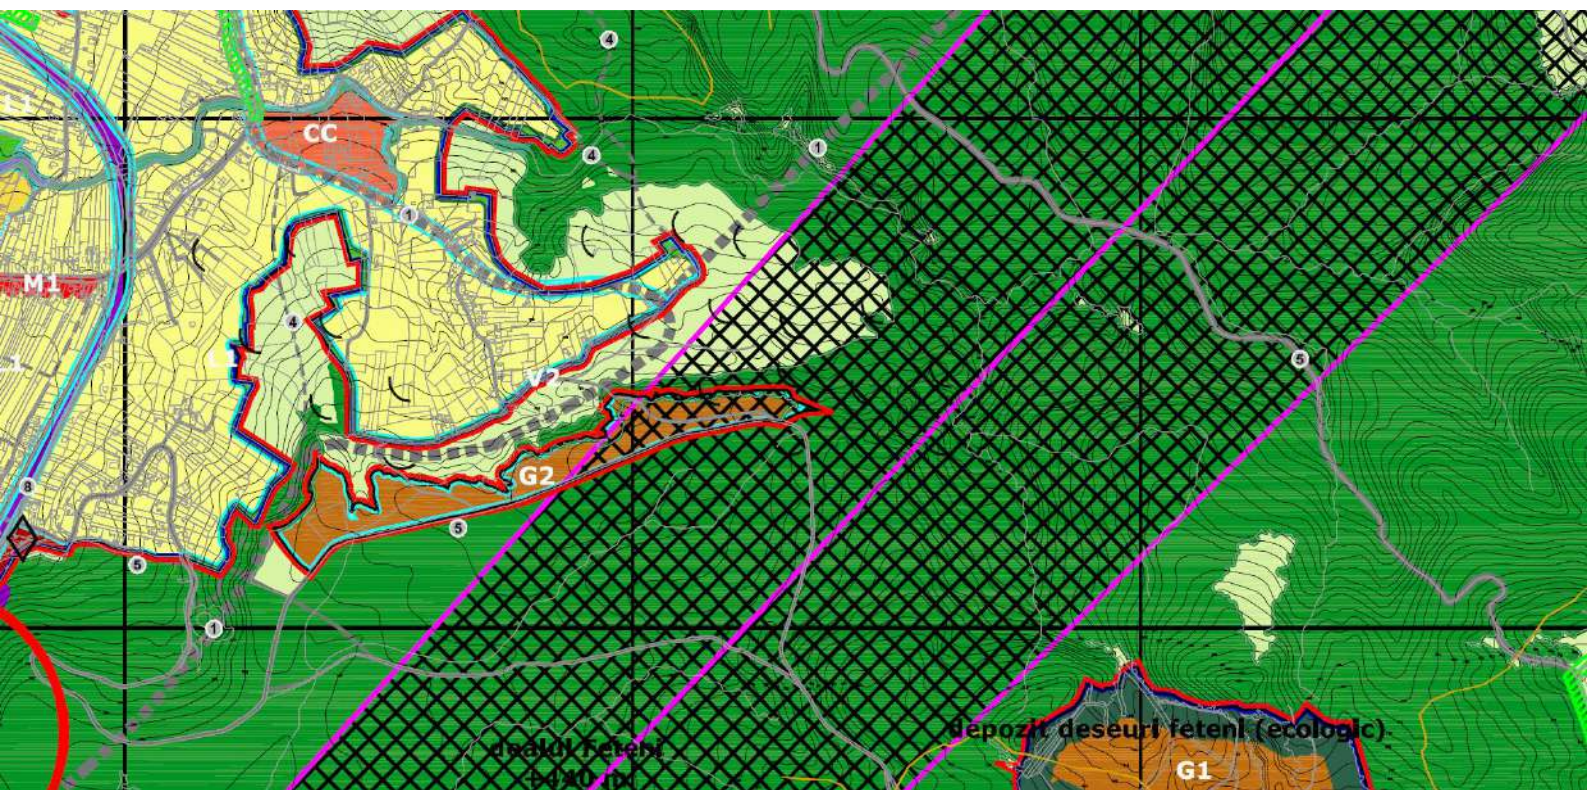 4
L1
CC
4
1
1
M1
4
L1
L1
V2
5
G2
8
5
5
1
depozit deseuri feteni (ecologic)
dealul feteni
+440 m
G1